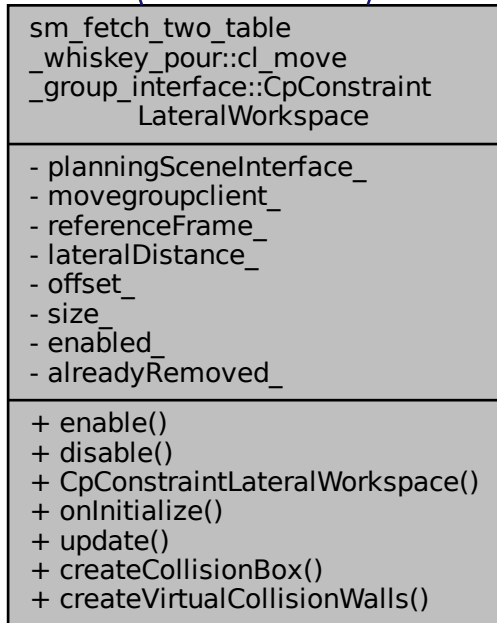 sm_fetch_two_table
_whiskey_pour::cl_move
_group_interface::CpConstraint
LateralWorkspace
- planningSceneInterface_
- movegroupclient_
- referenceFrame_
- lateralDistance_
- offset_
- size_
- enabled_
- alreadyRemoved_
+ enable()
+ disable()
+ CpConstraintLateralWorkspace()
+ onInitialize()
+ update()
+ createCollisionBox()
+ createVirtualCollisionWalls()